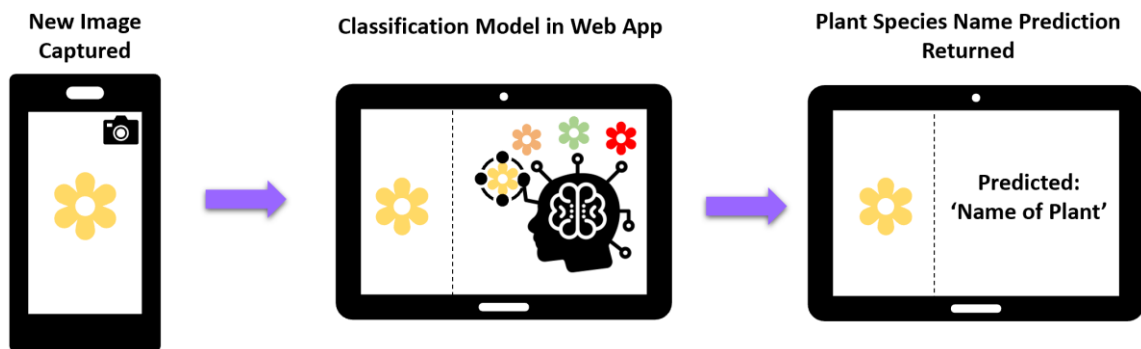 New Image
Captured
Classification Model in Web App
Plant Species Name Prediction
Returned
Predicted:
‘Name of Plant’